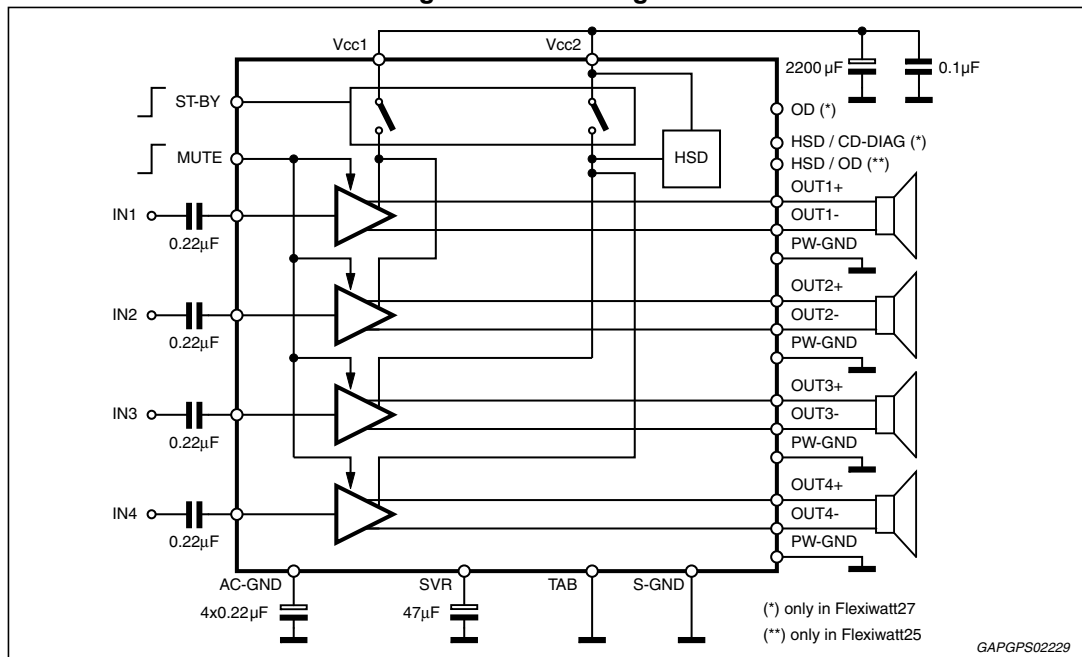 Vcc1
Vcc2
2200µF
0.1µF
ST-BY
OD (*)
HSD / CD-DIAG (*)
MUTE
HSD
HSD / OD (**)
OUT1+
IN1
OUT1-
0.22µF
PW-GND
OUT2+
IN2
OUT2-
0.22µF
PW-GND
OUT3+
IN3
OUT3-
0.22µF
PW-GND
OUT4+
IN4
OUT4-
0.22µF
PW-GND
AC-GND
SVR
TAB
S-GND
4x0.22µF
47µF
(*) only in Flexiwatt27
(**) only in Flexiwatt25
GAPGPS02229